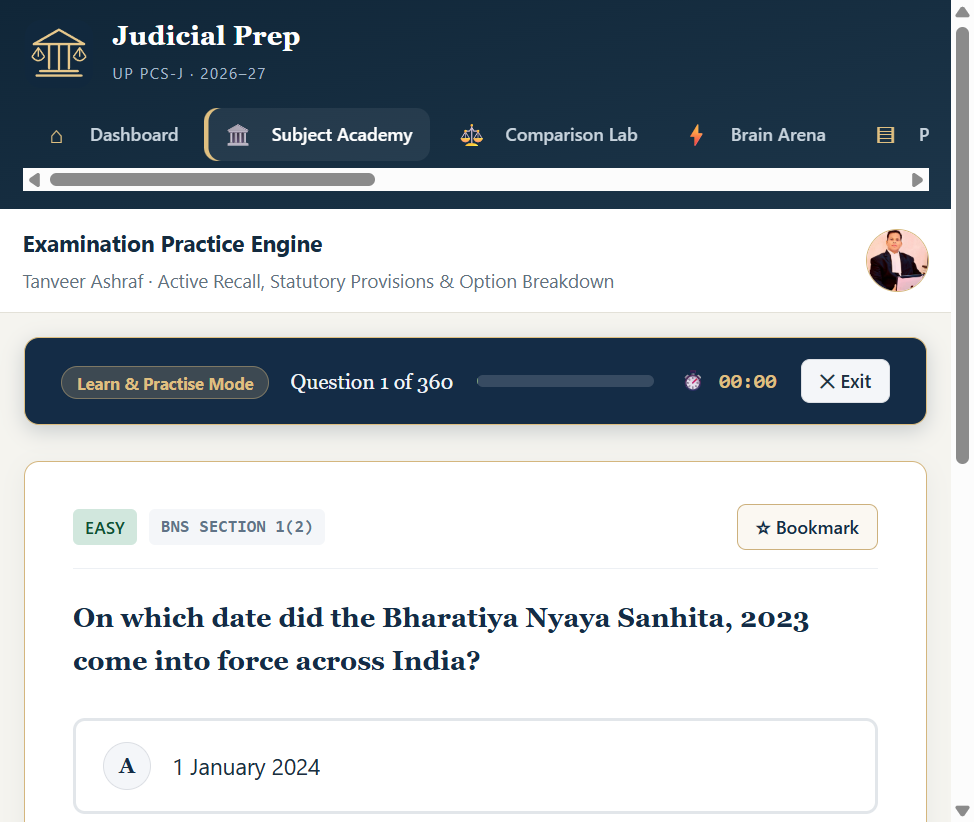 Judicial Prep
UP PCS-J · 2026–27
Dashboard
Subject Academy
Comparison Lab
Brain Arena
P
Examination Practice Engine
Tanveer Ashraf · Active Recall, Statutory Provisions & Option Breakdown
Learn & Practise Mode
Question 1 of 360
00:00
✕ Exit
EASY
BNS SECTION 1(2)
☆ Bookmark
On which date did the Bharatiya Nyaya Sanhita, 2023
come into force across India?
A
1 January 2024